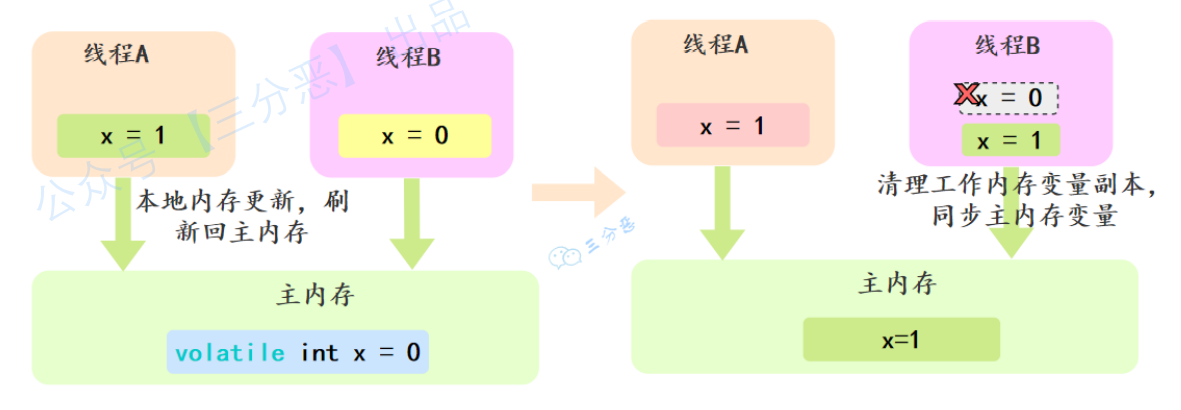 线程A
线程B
x = 1
x = 0
本地内存更新，刷
新回主内存
主内存
volatile int x = 0
公众号【三分恶】出品
三分恶
线程A
线程B
x = 0
x = 1
x = 1
清理工作内存变量副本，
同步主内存变量
主内存
x=1